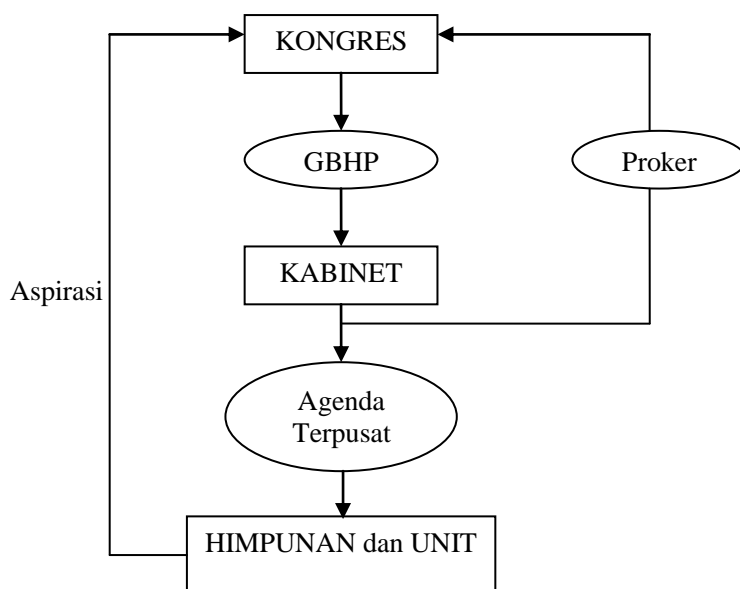 KONGRES
GBHP
Proker
KABINET
Aspirasi
Agenda
Terpusat
HIMPUNAN dan UNIT